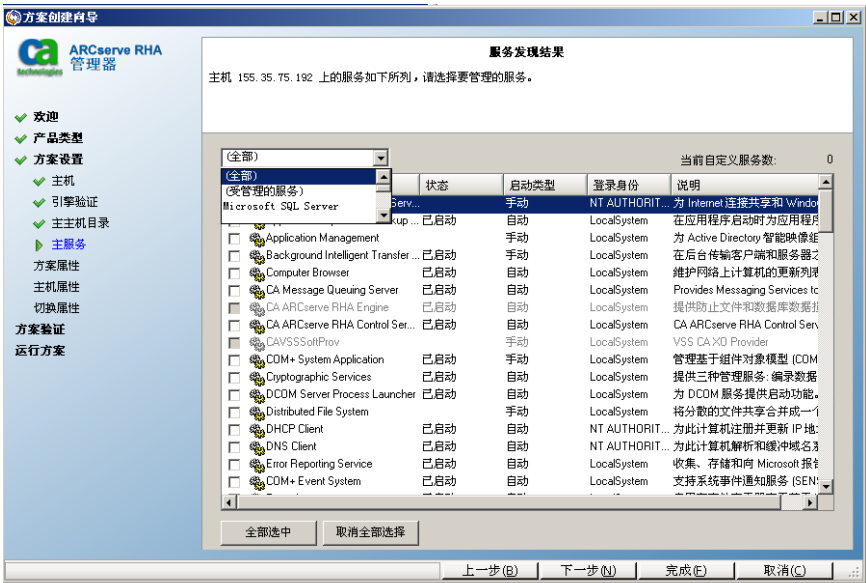 方案创建向导
ca
technologies
ARCserve RHA
管理器
欢迎
产品类型
方案设置
主机
引擎验证
主主机目录
主服务
方案属性
主机属性
切换属性
方案验证
运行方案
服务发现结果
主机 155.35.75.192 上的服务如下所列，请选择要管理的服务。
(全部) 当前自定义服务数: 0
(全部)
(受管理的服务)
Microsoft SQL Server
状态 启动类型 登录身份 说明
Serv... 手动 NT AUTHORIT... 为 Internet 连接共享和 Windo
kup ... 已启动 自动 LocalSystem 在应用程序启动时为应用程序
Application Management 手动 LocalSystem 为 Active Directory 智能映像组
Background Intelligent Transfer ... 已启动 自动 LocalSystem 在后台传输客户端和服务器之
Computer Browser 已启动 自动 LocalSystem 维护网络上计算机的更新列表
CA Message Queuing Server 已启动 自动 LocalSystem Provides Messaging Services to
CA ARCserve RHA Engine 已启动 自动 LocalSystem 提供防止文件和数据库数据损
CA ARCserve RHA Control Ser... 已启动 自动 LocalSystem CA ARCserve RHA Control Serv
CAVSSSoftProv 手动 LocalSystem VSS CA XO Provider
COM+ System Application 已启动 手动 LocalSystem 管理基于组件对象模型 (COM
Cryptographic Services 已启动 自动 LocalSystem 提供三种管理服务: 编录数据
DCOM Server Process Launcher 已启动 自动 LocalSystem 为 DCOM 服务提供启动功能。
Distributed File System 手动 LocalSystem 将分散的文件共享合并成一个
DHCP Client 已启动 自动 NT AUTHORIT... 为此计算机注册并更新 IP 地
DNS Client 已启动 自动 NT AUTHORIT... 为此计算机解析和缓冲域名系
Error Reporting Service 已启动 自动 LocalSystem 收集、存储和向 Microsoft 报告
COM+ Event System 已启动 自动 LocalSystem 支持系统事件通知服务 (SEN
全部选中 取消全部选择
上一步(B) 下一步(N) 完成(F) 取消(C)